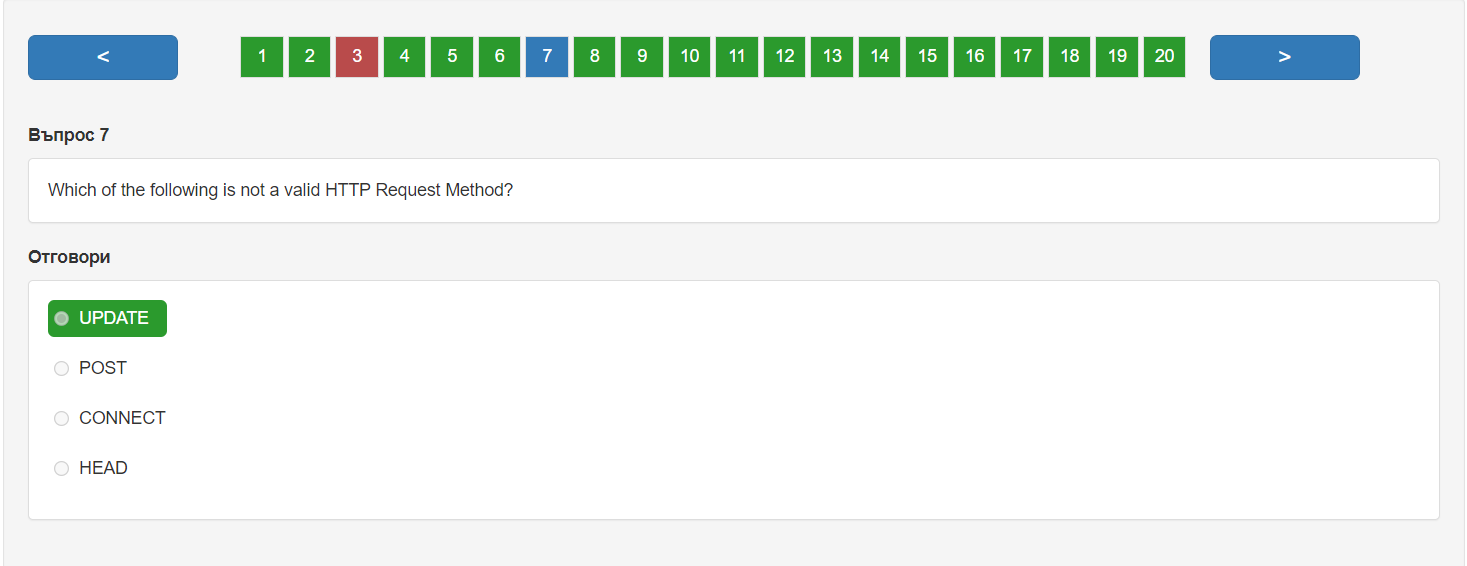 < 1 2 3 4 5 6 7 8 9 10 11 12 13 14 15 16 17 18 19 20 >
Въпрос 7
Which of the following is not a valid HTTP Request Method?
Отговори
UPDATE
POST
CONNECT
HEAD